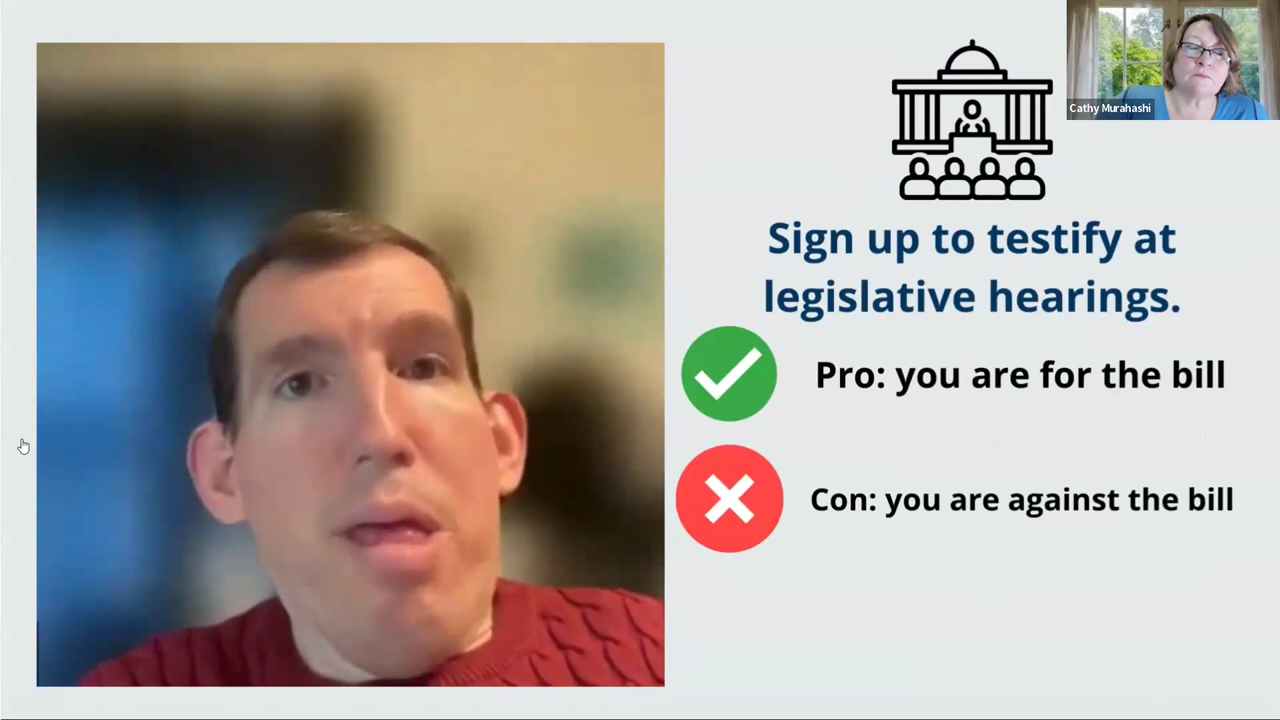 Cathy Murahashi
Sign up to testify at
legislative hearings.
Pro: you are for the bill
Con: you are against the bill